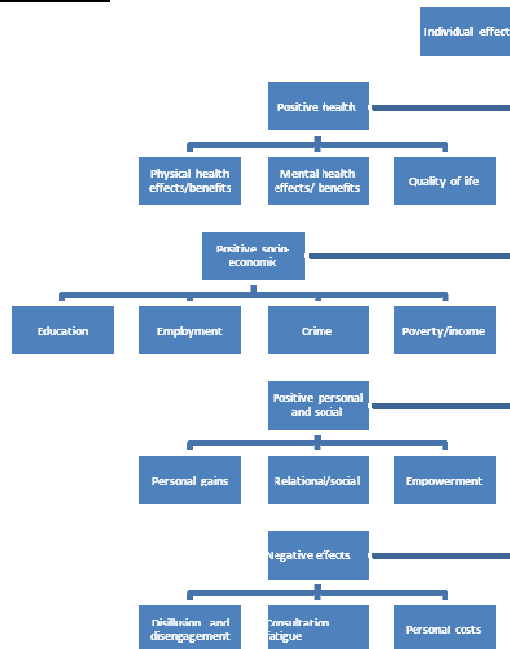 Individual effect
Positive health
Physical health
effects/benefits
Mental health
effects/ benefits
Quality of life
Positive socio-
economic
Education
Employment
Crime
Poverty/income
Positive personal
and social
Personal gains
Relational/social
Empowerment
Negative effects
Disillusion and
disengagement
Consultation
fatigue
Personal costs